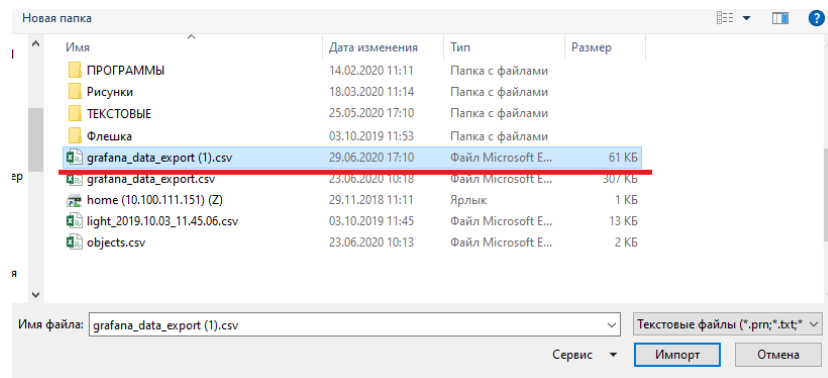 Новая папка
Имя Дата изменения Тип Размер
ПРОГРАММЫ 14.02.2020 11:11 Папка с файлами
Рисунки 18.03.2020 11:14 Папка с файлами
ТЕКСТОВЫЕ 25.05.2020 17:10 Папка с файлами
Флешка 03.10.2019 11:53 Папка с файлами
grafana_data_export (1).csv 29.06.2020 17:10 Файл Microsoft E... 61 КБ
ер grafana_data_export.csv 23.06.2020 10:18 Файл Microsoft E... 307 КБ
home (10.100.111.151) (Z) 29.11.2018 11:11 Ярлык 1 КБ
light_2019.10.03_11.45.06.csv 03.10.2019 11:45 Файл Microsoft E... 13 КБ
objects.csv 23.06.2020 10:13 Файл Microsoft E... 2 КБ
я
Имя файла: grafana_data_export (1).csv Текстовые файлы (*.prn;*.txt;*
Сервис Импорт Отмена